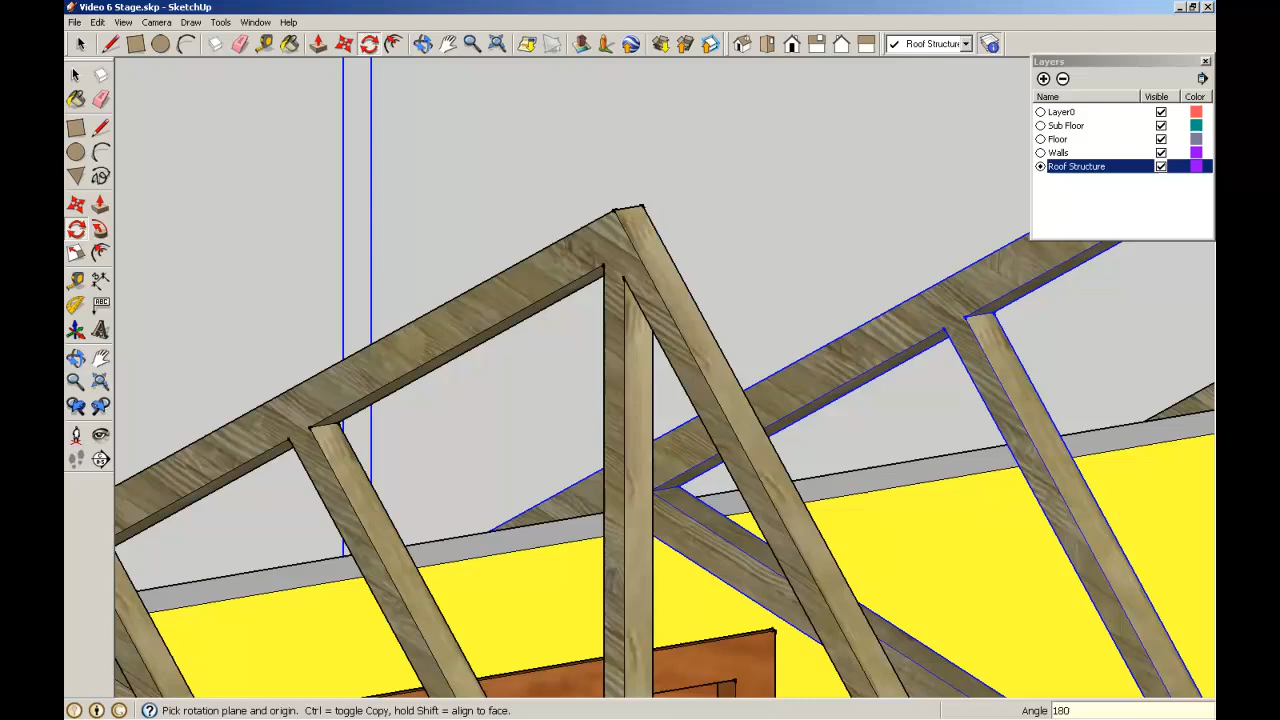 Video 6 Stage.skp - SketchUp
File Edit View Camera Draw Tools Window Help
Roof Structure
Layers
Name Visible Color
Layer0
Sub Floor
Floor
Walls
Roof Structure
ABC
Pick rotation plane and origin. Ctrl = toggle Copy, hold Shift = align to face.
Angle 180